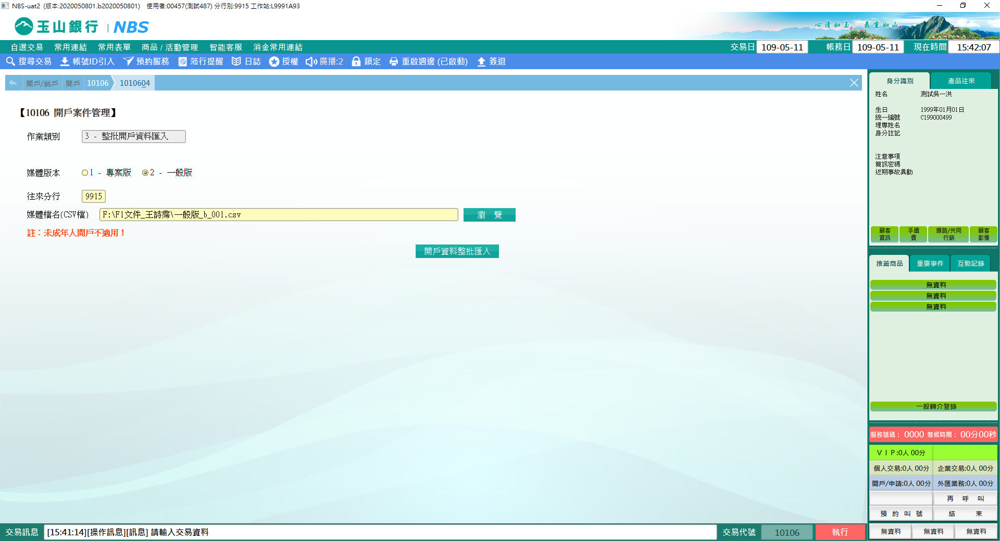 NBS-uat2 (版本:2020050801.b2020050801) 使用者:00457(測試487) 分行別:9915 工作站:L9991A93
玉山銀行 | NBS
心清如玉。義重如山。
自選交易 常用連結 常用表單 商品 / 活動管理 智能客服 消金常用連結
交易日 109-05-11 帳務日 109-05-11 現在時間 15:42:07
搜尋交易 帳號ID引入 預約服務 蒞行提醒 日誌 授權 廣播:2 鎖定 重啟週邊 (已啟動) 簽退
開戶/銷戶 開戶 10106 1010604
【10106 開戶案件管理】
作業類別 3 - 整批開戶資料匯入
媒體版本 1 - 專案版 2 - 一般版
往來分行 9915
媒體檔名(CSV檔) F:\F1文件_王詩霈\一般版_b_001.csv 瀏 覽
註：未成年人開戶不適用！
開戶資料整批匯入
身分識別 產品往來
姓名 測試吳一洪
生日 1999年01月01日
統一編號 C199000499
理專姓名
身分註記
注意事項
簡訊密碼
近期事故異動
顧客資訊 手續費 通路/共同行銷 顧客影像
推薦商品 重要事件 互動記錄
無資料
無資料
無資料
一般轉介登錄
服務號碼： 0000 等候時間： 00分00秒
ＶＩＰ:0人 00分
個人交易:0人 00分 企業交易:0人 00分
開戶/申請:0人 00分 外匯業務:0人 00分
再 呼 叫
預 約 叫 號 結 束
交易訊息 [15:41:14][操作訊息][訊息] 請輸入交易資料 交易代號 10106 執行
無資料 無資料 無資料